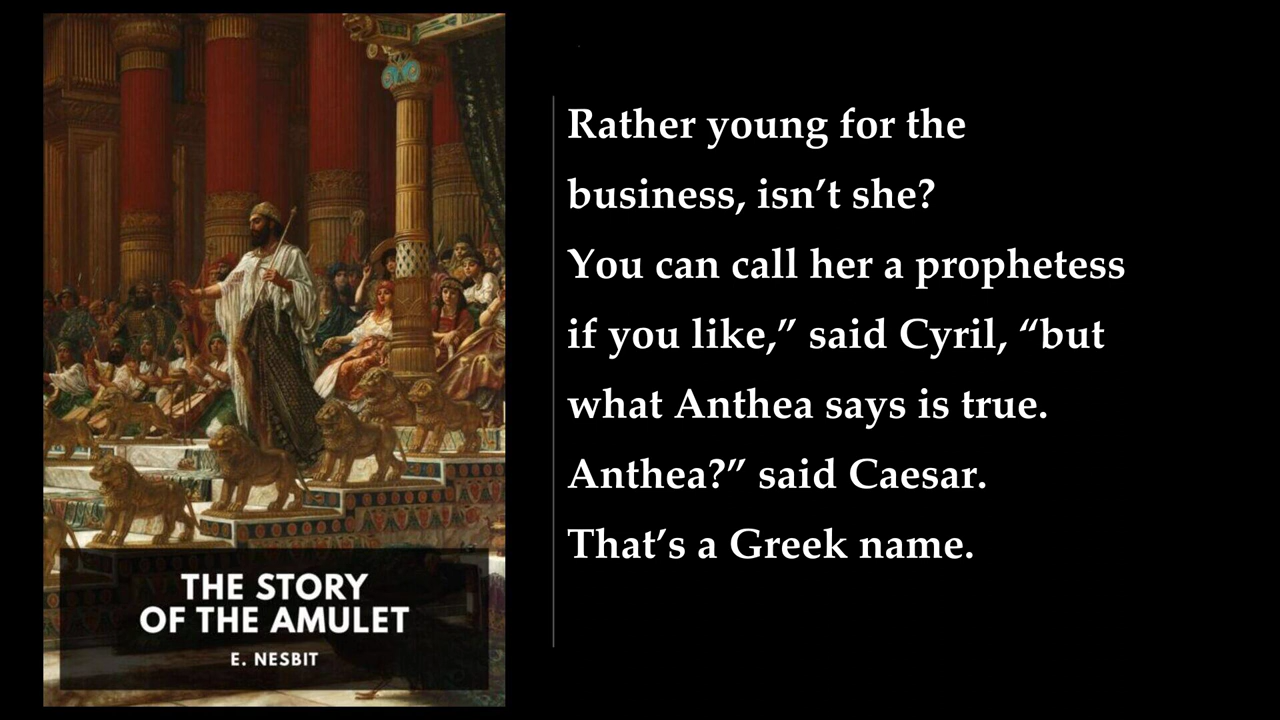 THE STORY
OF THE AMULET
E. NESBIT
Rather young for the
business, isn’t she?
You can call her a prophetess
if you like,” said Cyril, “but
what Anthea says is true.
Anthea?” said Caesar.
That’s a Greek name.